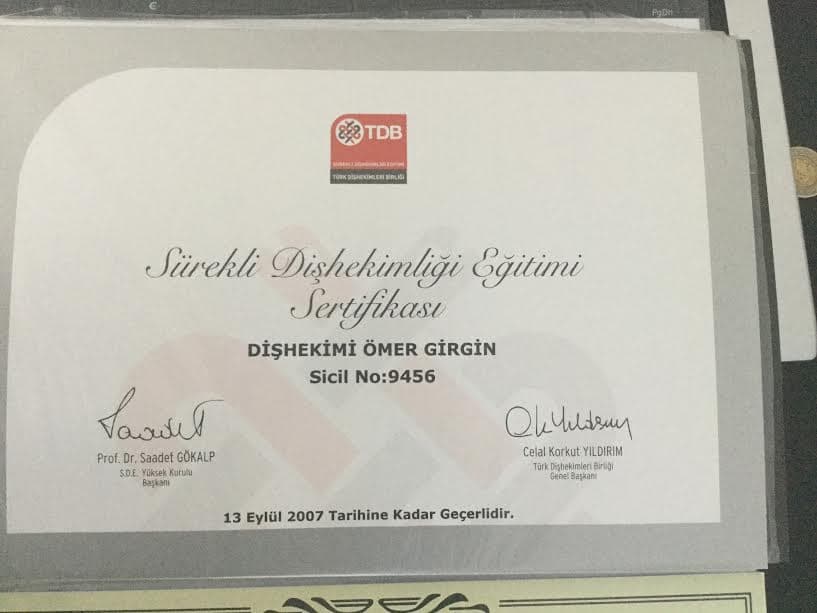 €
PgDn
TDB
SÜREKLİ DİŞHEKİMLİĞİ EĞİTİMİ
TÜRK DİŞHEKİMLERİ BİRLİĞİ
Sürekli Dişhekimliği Eğitimi
Sertifikası
DİŞHEKİMİ ÖMER GİRGİN
Sicil No:9456
Prof. Dr. Saadet GÖKALP
S.D.E. Yüksek Kurulu
Başkanı
Celal Korkut YILDIRIM
Türk Dişhekimleri Birliği
Genel Başkanı
13 Eylül 2007 Tarihine Kadar Geçerlidir.